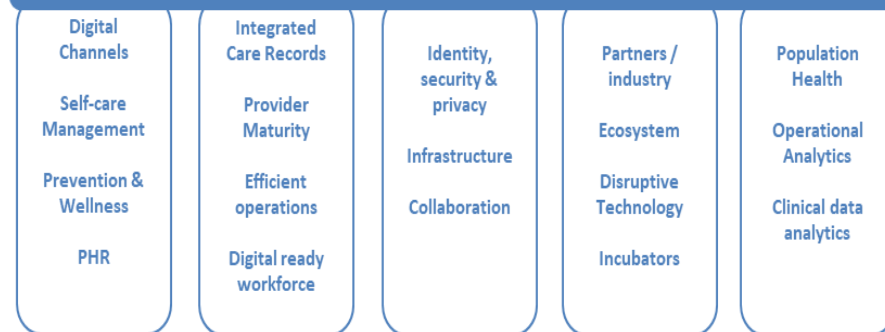 Digital
Channels
Self-care
Management
Prevention &
Wellness
PHR
Integrated
Care Records
Provider
Maturity
Efficient
operations
Digital ready
workforce
Identity,
security &
privacy
Infrastructure
Collaboration
Partners /
industry
Ecosystem
Disruptive
Technology
Incubators
Population
Health
Operational
Analytics
Clinical data
analytics